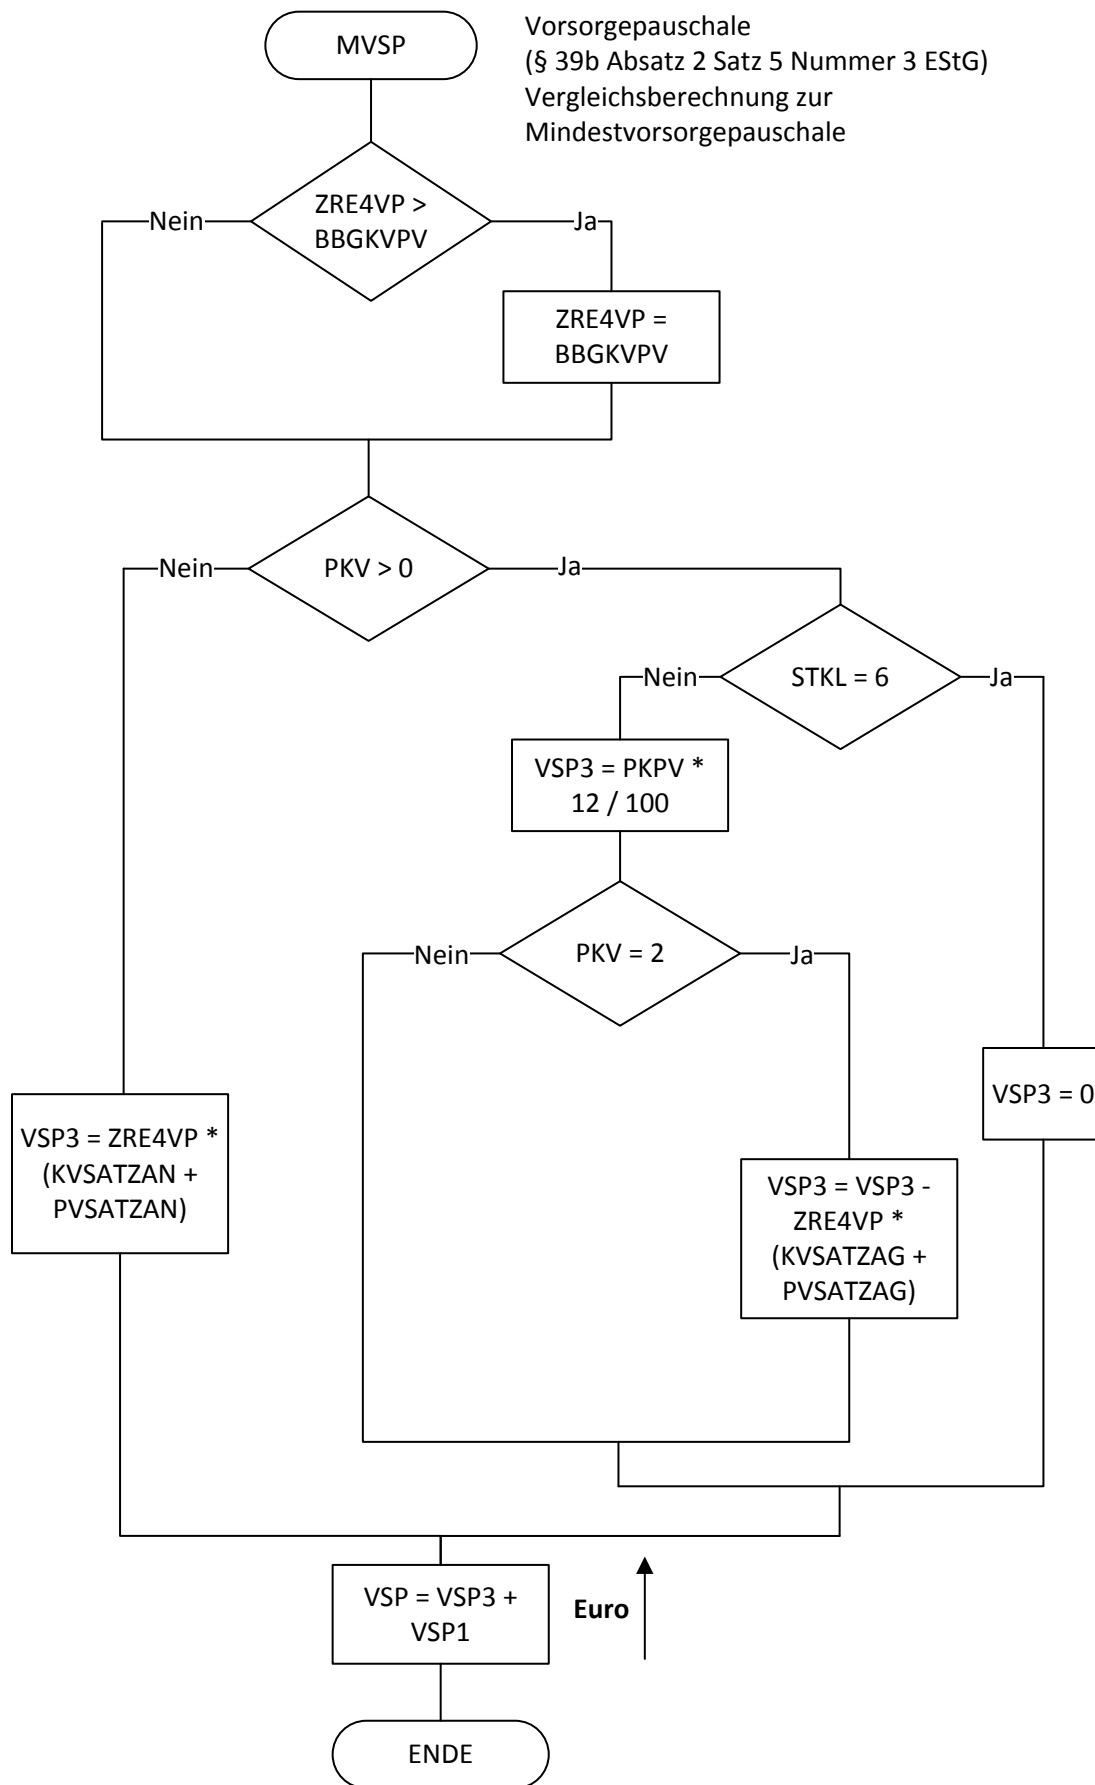 MVSP
Vorsorgepauschale
(§ 39b Absatz 2 Satz 5 Nummer 3 EStG)
Vergleichsberechnung zur
Mindestvorsorgepauschale
ZRE4VP >
BBGKVPV
Nein
Ja
ZRE4VP =
BBGKVPV
PKV > 0
Nein
Ja
STKL = 6
Nein
Ja
VSP3 = PKPV *
12 / 100
PKV = 2
Nein
Ja
VSP3 = 0
VSP3 = ZRE4VP *
(KVSATZAN +
PVSATZAN)
VSP3 = VSP3 -
ZRE4VP *
(KVSATZAG +
PVSATZAG)
VSP = VSP3 +
VSP1
Euro
ENDE